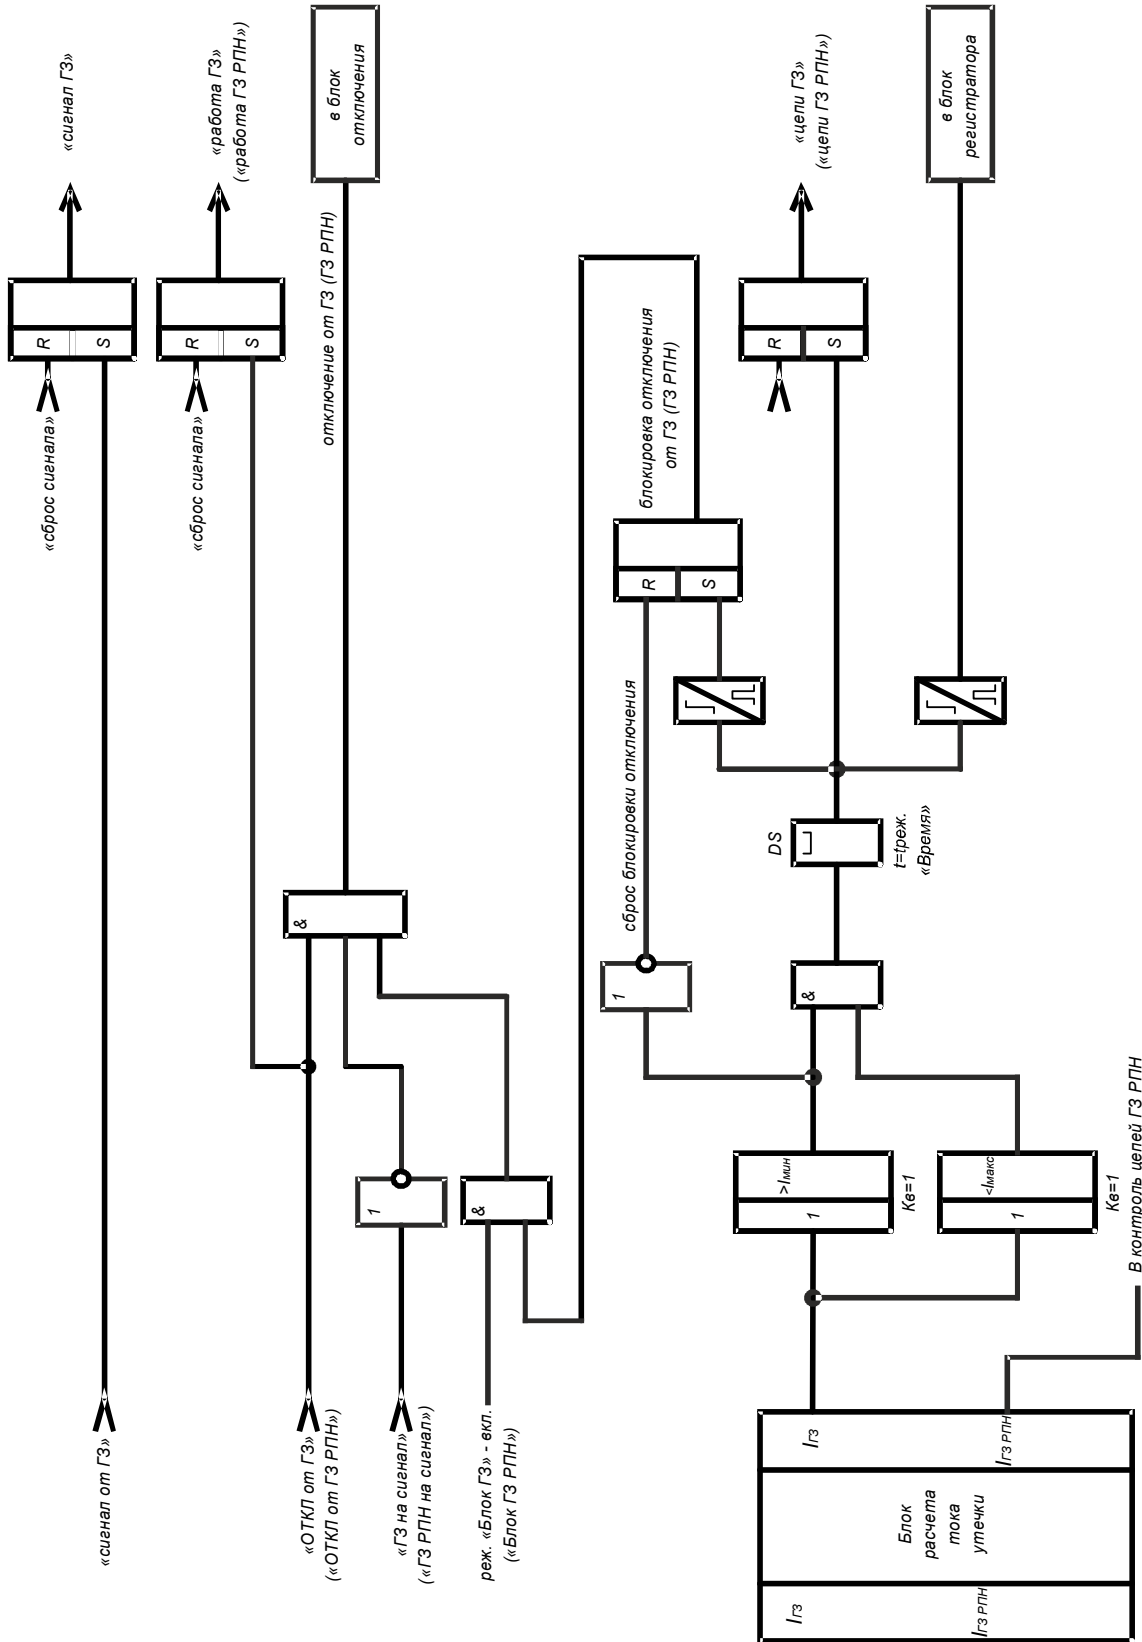 «сигнал от ГЗ»
«сброс сигнала»
R
S
«сигнал ГЗ»
«сброс сигнала»
R
S
«работа ГЗ»
(«работа ГЗ РПН»)
«ОТКЛ от ГЗ»
(«ОТКЛ от ГЗ РПН»)
&
отключение от ГЗ (ГЗ РПН)
в блок
отключения
«ГЗ на сигнал»
(«ГЗ РПН на сигнал»)
1
реж. «Блок ГЗ» - вкл.
(«Блок ГЗ РПН»)
&
1
сброс блокировки отключения
R
S
блокировка отключения
от ГЗ (ГЗ РПН)
R
S
«цепи ГЗ»
(«цепи ГЗ РПН»)
DS
t=tреж.
«Время»
&
в блок
регистратора
1
>Iмин
Кв=1
1
<Iмакс
Кв=1
IГЗ
IГЗ РПН
Блок
расчета
тока
утечки
IГЗ
IГЗ РПН
В контроль цепей ГЗ РПН